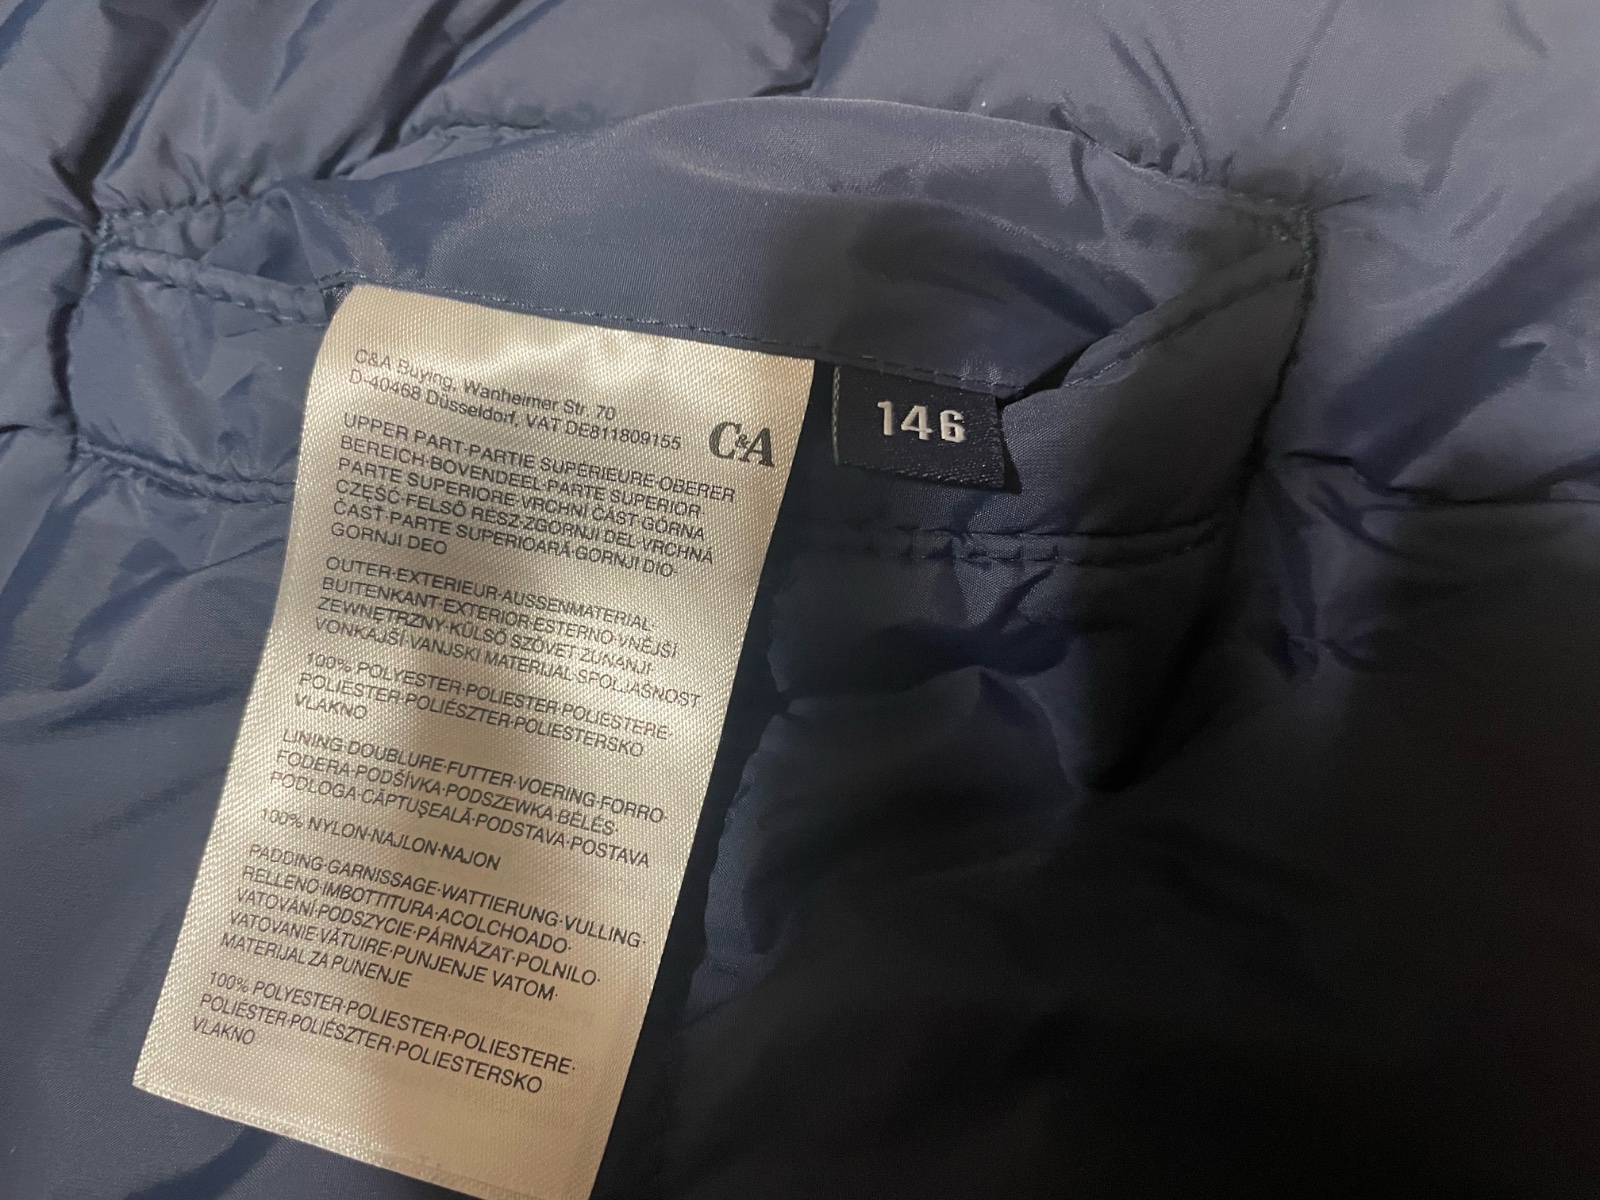 C&A Buying, Wanheimer Str. 70
D-40468 Düsseldorf, VAT DE811809155
C&A
146
UPPER PART·PARTIE SUPÉRIEURE·OBERER
BEREICH·BOVENDEEL·PARTE SUPERIOR
PARTE SUPERIORE·VRCHNÍ ČÁST·GÓRNA
CZĘŚĆ·FELSŐ RÉSZ·ZGORNJI DEL·VRCHNÁ
ČASŤ·PARTE SUPERIOARĂ·GORNJI DIO·
GORNJI DEO
OUTER·EXTERIEUR·AUSSENMATERIAL
BUITENKANT·EXTERIOR·ESTERNO·VNĚJŠÍ
ZEWNĘTRZNY·KÜLSŐ SZÖVET·ZUNANJI·
VONKAJŠÍ·VANJSKI MATERIJAL·SPOLJAŠNOST
100% POLYESTER·POLIESTER·POLIESTERE·
POLIESTER·POLIÉSZTER·POLIESTERSKO
VLAKNO
LINING·DOUBLURE·FUTTER·VOERING·FORRO·
FODERA·PODŠÍVKA·PODSZEWKA·BÉLÉS·
PODLOGA·CĂPTUŞEALĂ·PODSTAVA·POSTAVA
100% NYLON·NAJLON·NAJON
PADDING·GARNISSAGE·WATTIERUNG·VULLING·
RELLENO·IMBOTTITURA·ACOLCHOADO·
VATOVÁNÍ·PODSZYCIE·PÁRNÁZAT·POLNILO·
VATOVANIE·VĂTUIRE·PUNJENJE VATOM·
MATERIJAL ZA PUNENJE
100% POLYESTER·POLIESTER·POLIESTERE·
POLIESTER·POLIÉSZTER·POLIESTERSKO
VLAKNO